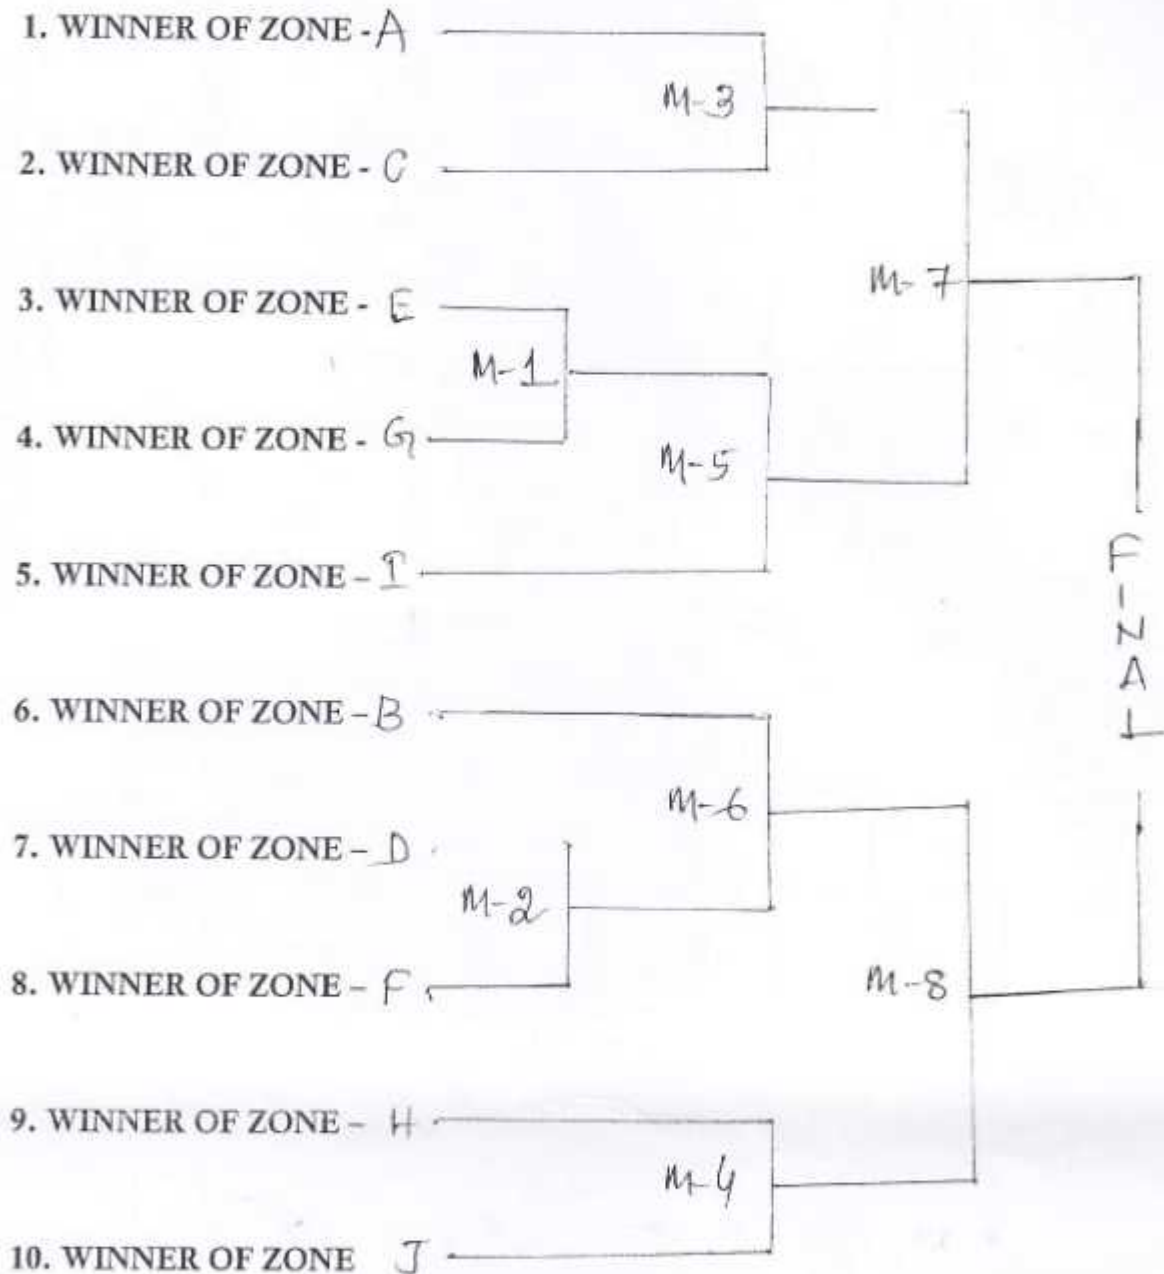 1. WINNER OF ZONE - A
M-3
2. WINNER OF ZONE - C
3. WINNER OF ZONE - E
M-7
M-1
4. WINNER OF ZONE - G
M-5
5. WINNER OF ZONE – I
FINAL
6. WINNER OF ZONE – B
M-6
7. WINNER OF ZONE – D
M-2
8. WINNER OF ZONE – F
M-8
9. WINNER OF ZONE – H
M-4
10. WINNER OF ZONE J